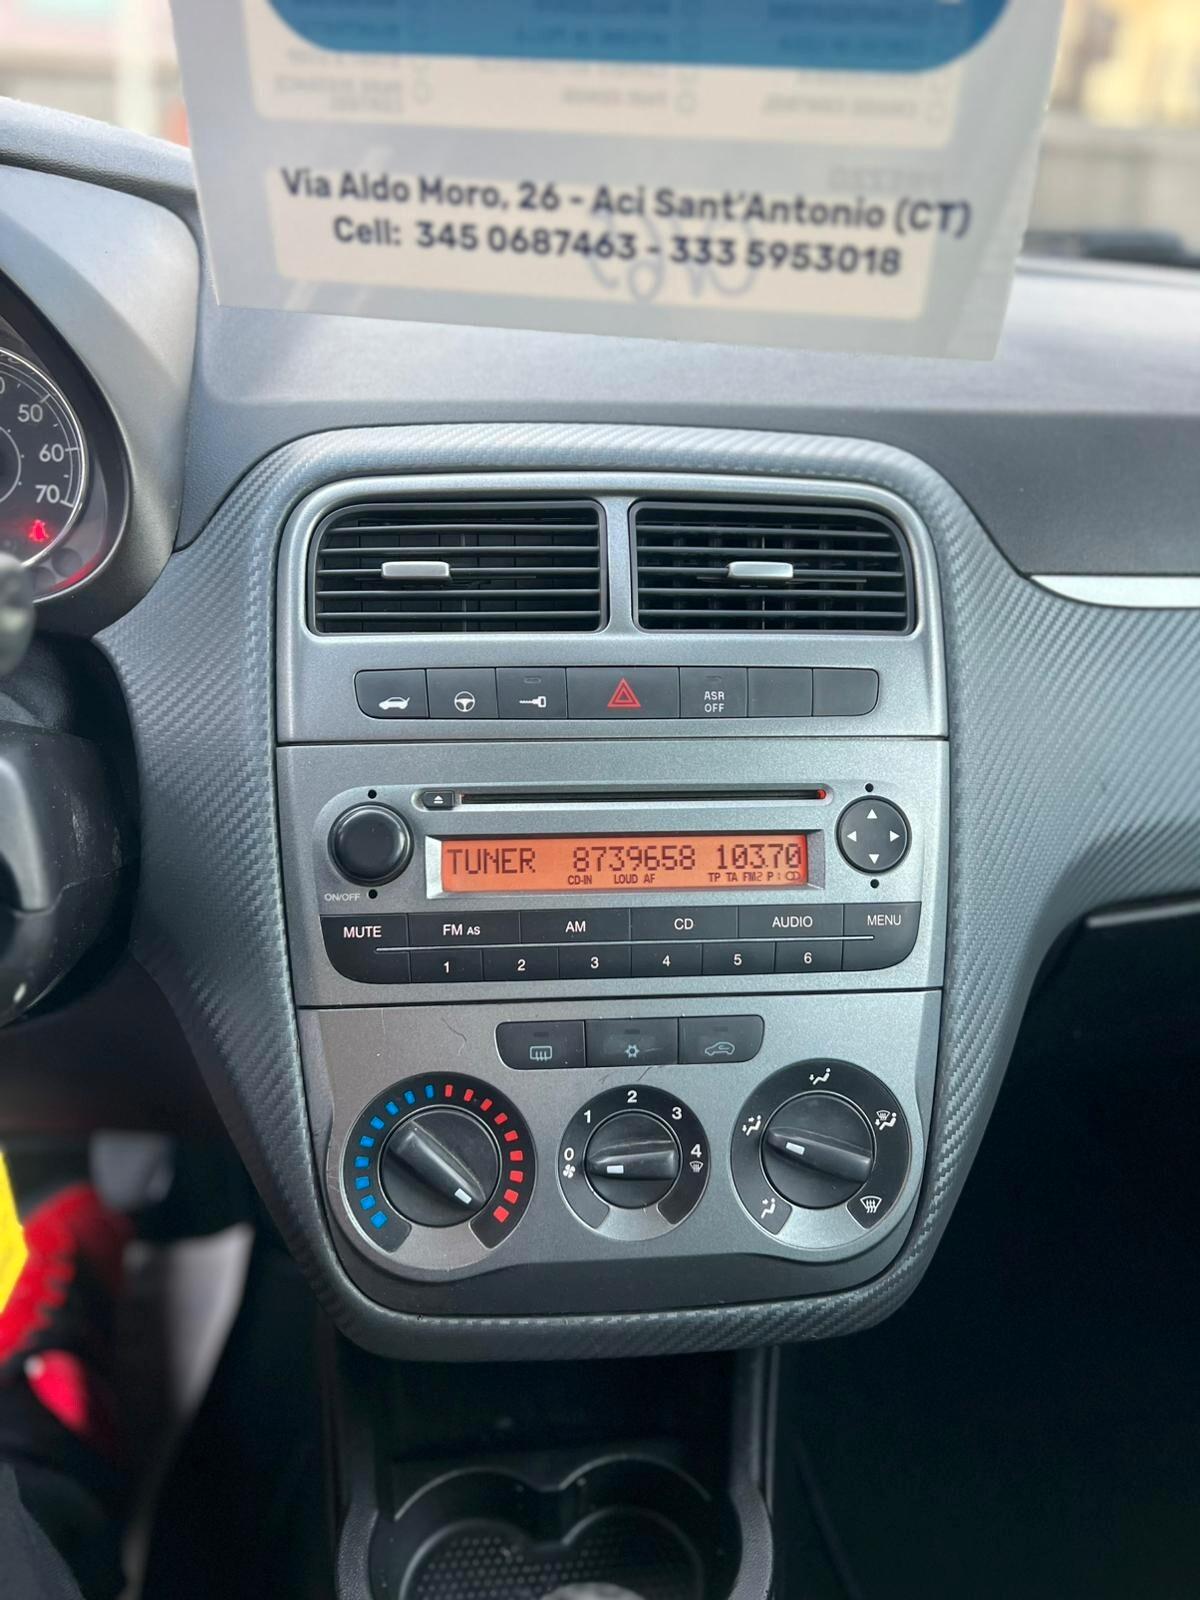 Via Aldo Moro, 26 - Aci Sant'Antonio (CT)
Cell: 345 0687463 - 333 5953018
50
60
70
ASR
OFF
TUNER 8739658 103.70
CD-IN LOUD AF TP TA FM2 P:
ON/OFF
MUTE FM AS AM CD AUDIO MENU
1 2 3 4 5 6
0 1 2 3 4